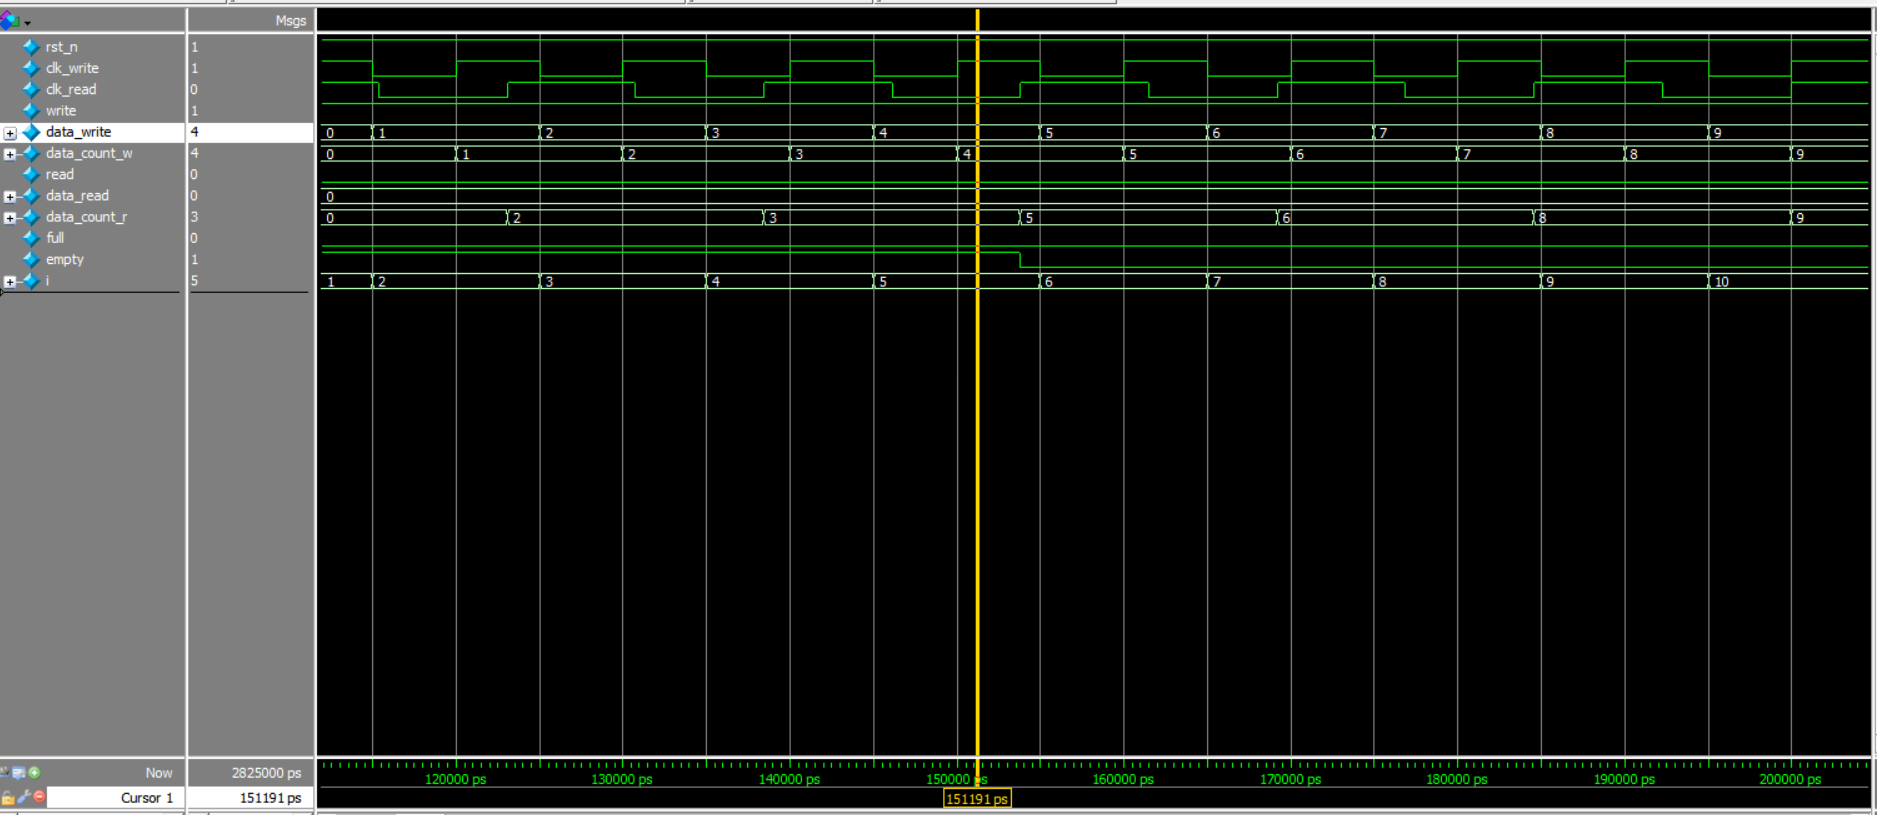 Msgs
rst_n 1
clk_write 1
clk_read 0
write 1
data_write 4 0 1 2 3 4 5 6 7 8 9
data_count_w 4 0 1 2 3 4 5 6 7 8 9
read 0
data_read 0 0
data_count_r 3 0 2 3 5 6 8 9
full 0
empty 1
i 5 1 2 3 4 5 6 7 8 9 10
Now 2825000 ps 120000 ps 130000 ps 140000 ps 150000 ps 160000 ps 170000 ps 180000 ps 190000 ps 200000 ps
Cursor 1 151191 ps 151191 ps